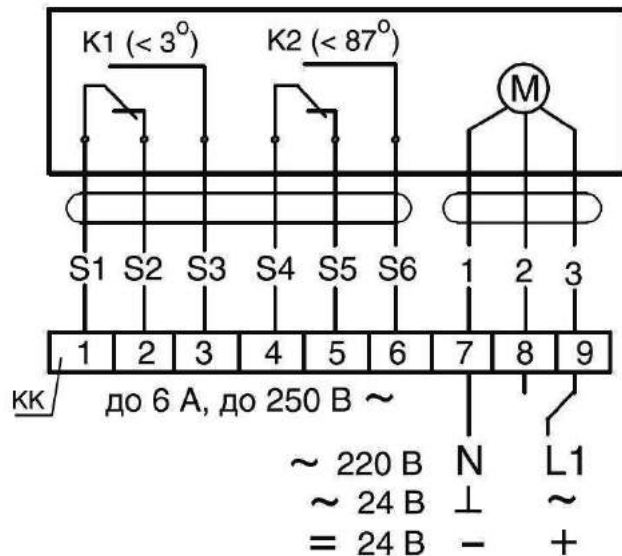 K1 (< 3°) K2 (< 87°)
M
S1 S2 S3 S4 S5 S6 1 2 3
1 2 3 4 5 6 7 8 9
КК до 6 А, до 250 В ~
~ 220 В N L1
~ 24 В ⊥ ~
= 24 В - +